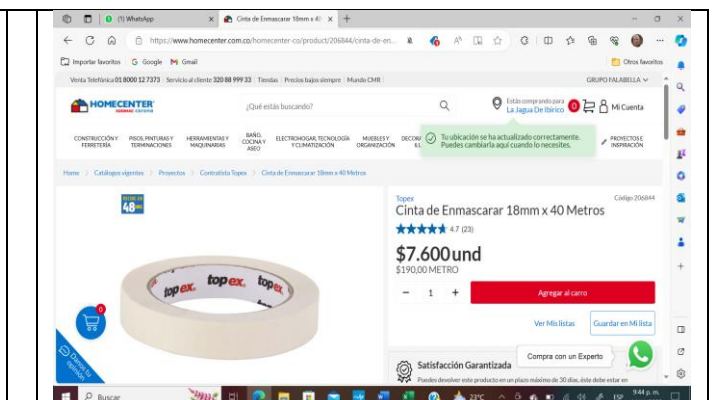 (1) WhatsApp
Cinta de Enmascarar 18mm x 40
https://www.homecenter.com.co/homecenter-co/product/206844/cinta-de-en...
Importar favoritos
Google
Gmail
Otros favoritos
Venta Telefónica 01 8000 12 7373
Servicio al cliente 320 88 999 33
Tiendas
Precios bajos siempre
Mundo CMR
GRUPO FALABELLA
HOMECENTER
¿Qué estás buscando?
Estás comprando para
La Jagua De Ibirico
0
Mi Cuenta
CONSTRUCCIÓN Y
FERRETERÍA
PISOS, PINTURAS Y
TERMINACIONES
HERRAMIENTAS Y
MAQUINARIAS
BAÑO,
COCINA Y
ASEO
ELECTROHOGAR, TECNOLOGÍA
Y CLIMATIZACIÓN
MUEBLES Y
ORGANIZACIÓN
Tu ubicación se ha actualizado correctamente.
Puedes cambiarla aquí cuando lo necesites.
PROYECTOS E
INSPIRACIÓN
Home > Catálogos vigentes > Proyectos > Contratista Topex > Cinta de Enmascarar 18mm x 40 Metros
48
topex.
topex.
topex.
0
Danos tu
opinión
Topex
Código 206844
Cinta de Enmascarar 18mm x 40 Metros
4.7 (23)
$7.600 und
$190,00 METRO
- 1 +
Agregar al carro
Ver Mis listas
Guardar en Mi lista
Satisfacción Garantizada
Compra con un Experto
Puedes devolver este producto en un plazo máximo de 30 días, éste debe estar en
Buscar
23°C
ESP
9:44 p. m.